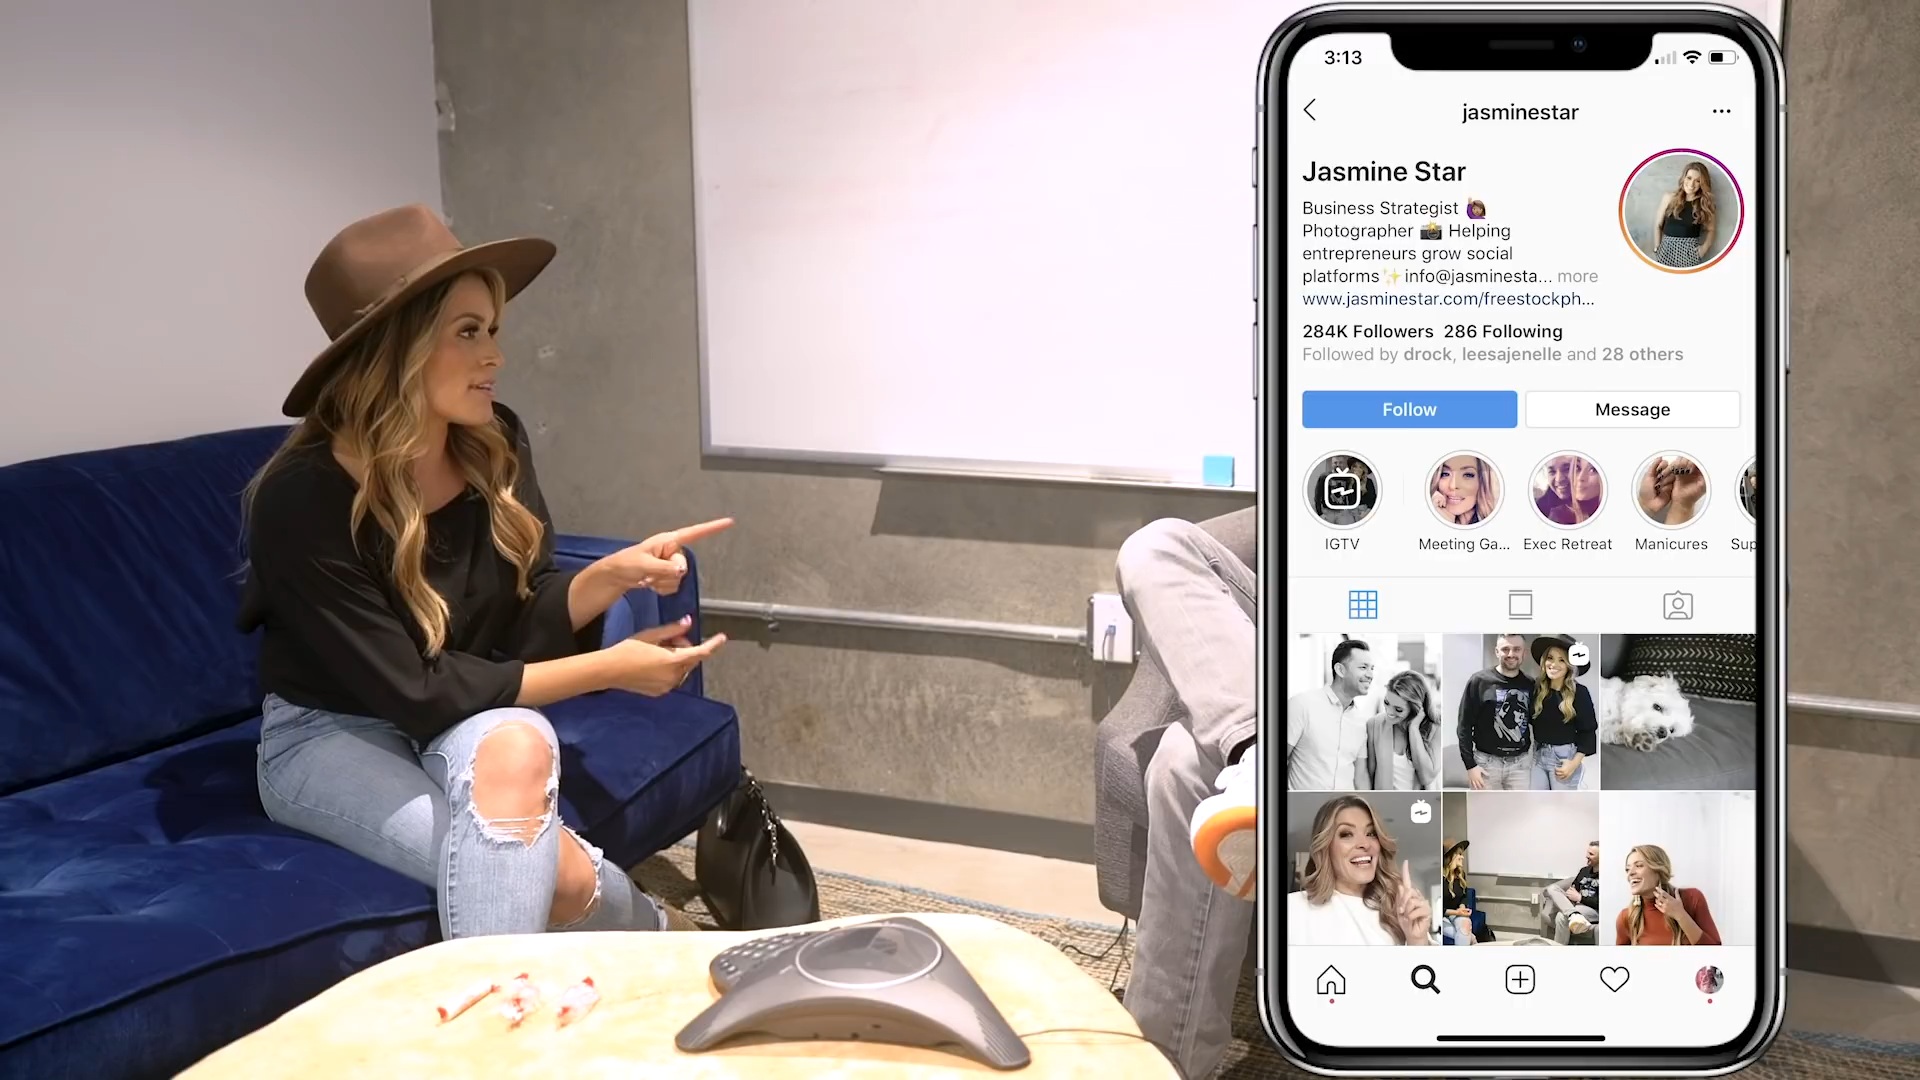 3:13
jasminestar
...
Jasmine Star
Business Strategist 🙋🏽‍♀️
Photographer 📸 Helping
entrepreneurs grow social
platforms✨info@jasminesta... more
www.jasminestar.com/freestockph...
284K Followers 286 Following
Followed by drock, leesajenelle and 28 others
Follow
Message
IGTV
Meeting Ga...
Exec Retreat
Manicures
Sup